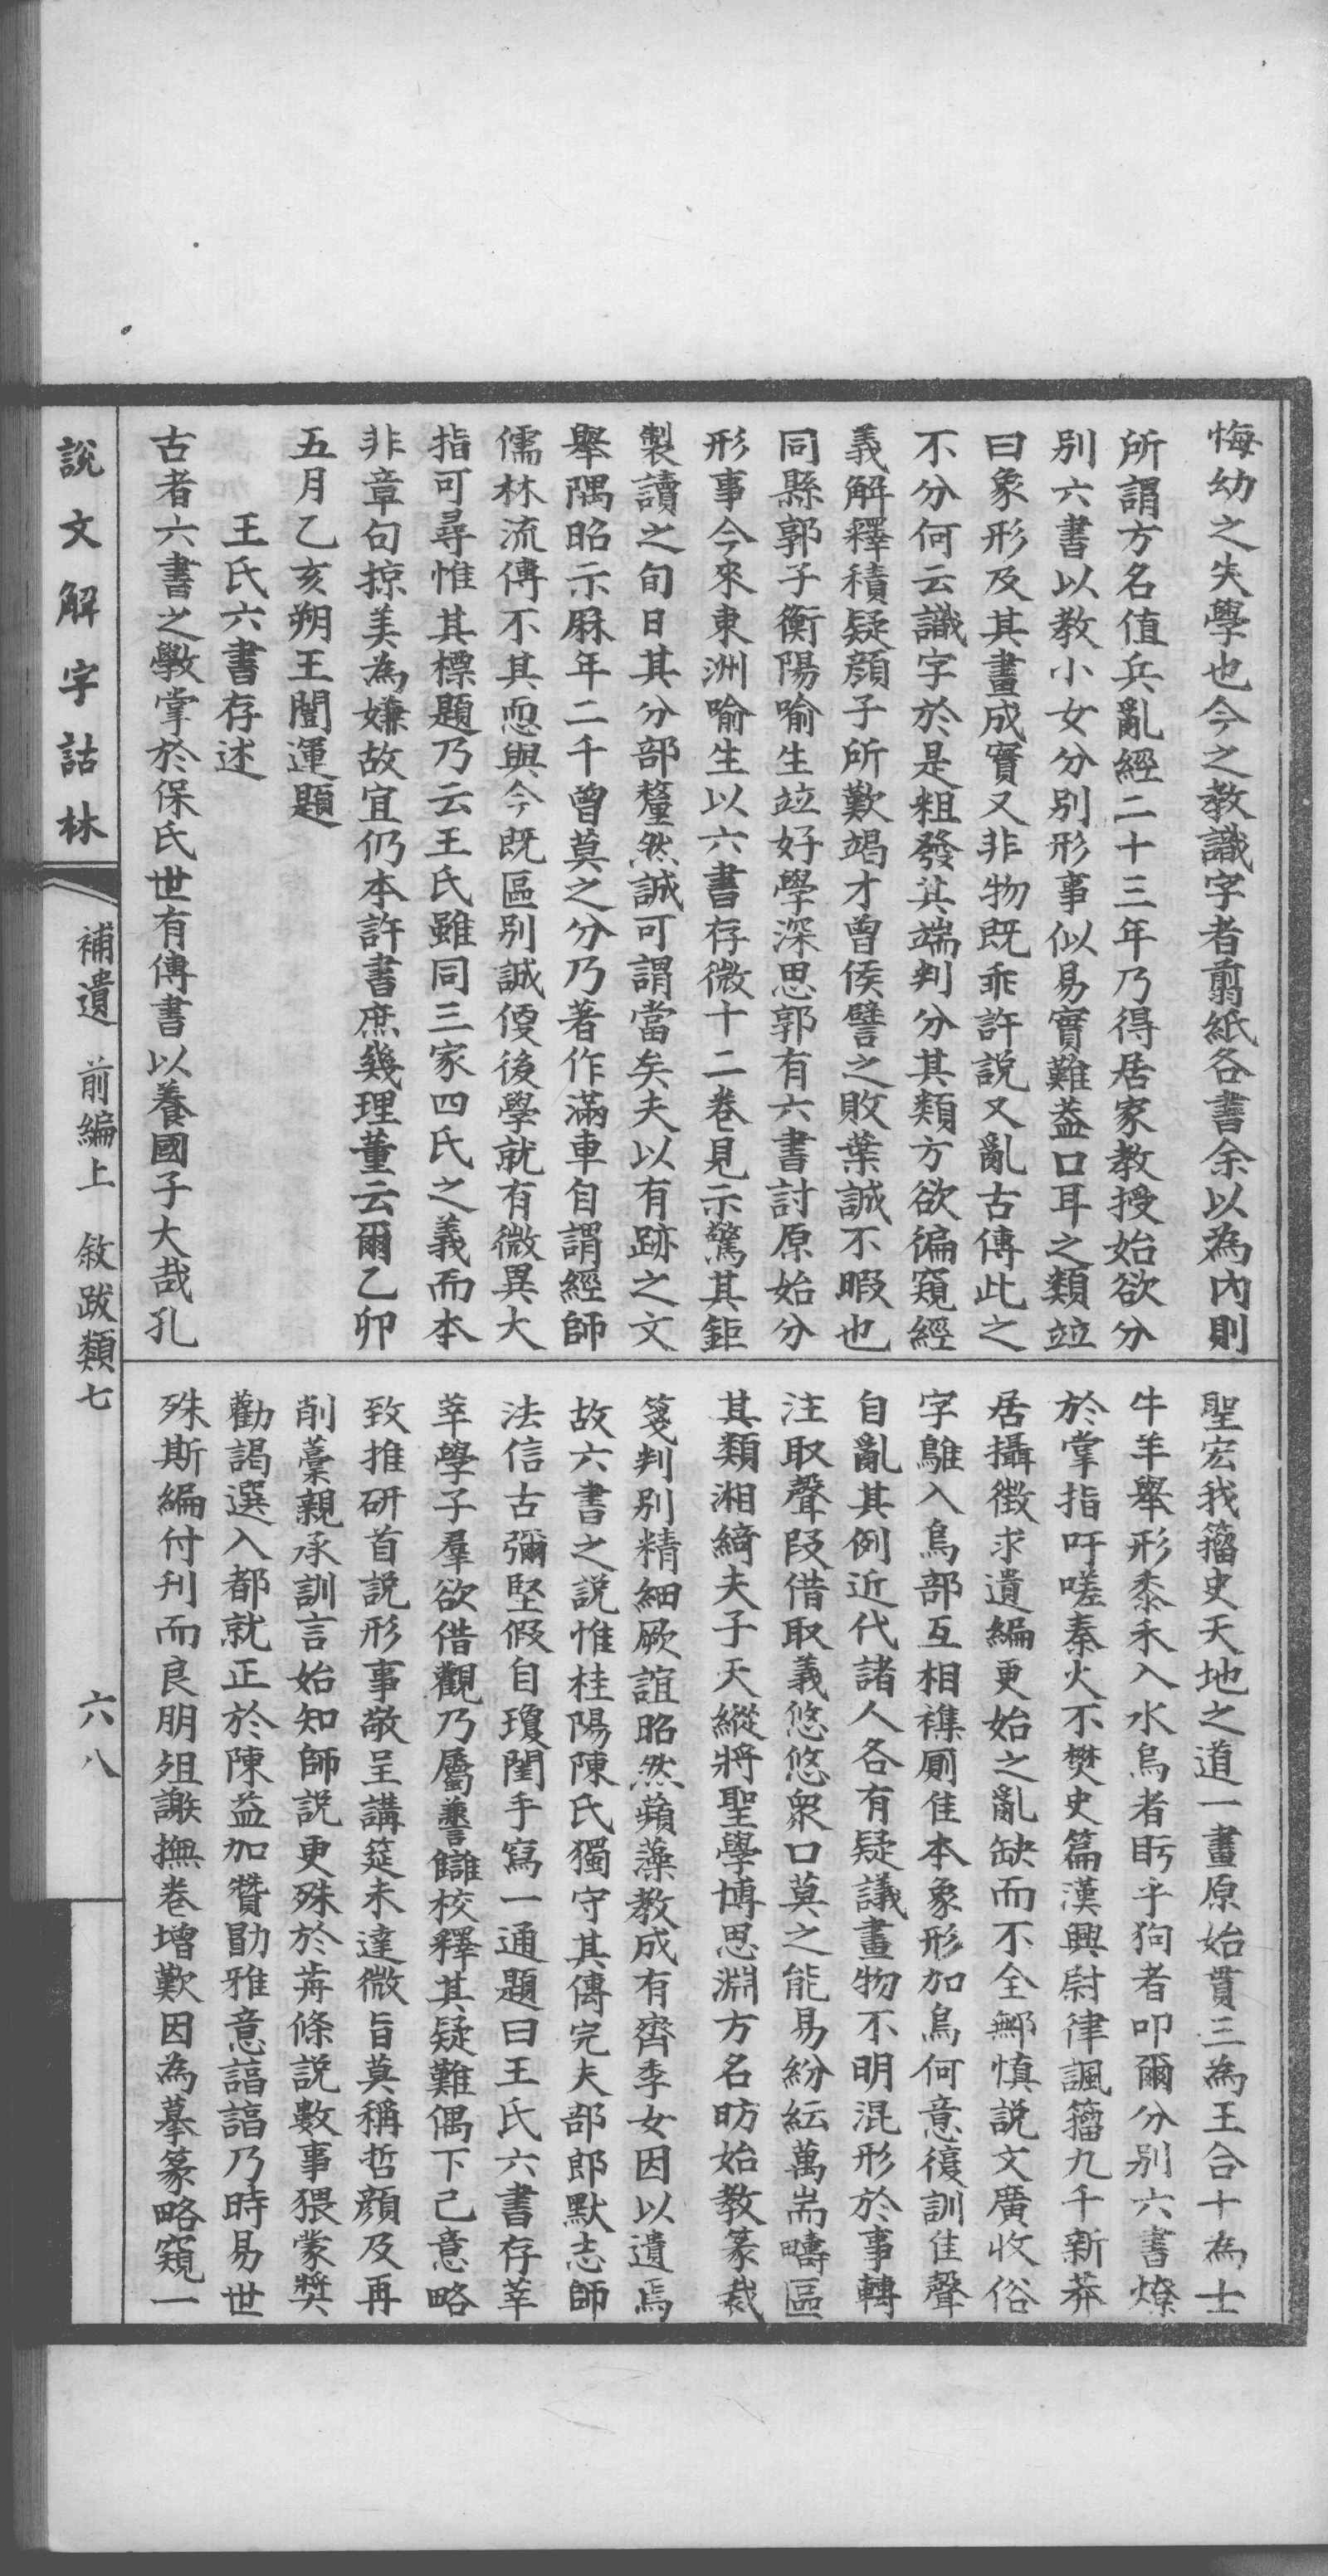 悔幼之失學也今之教識字者翦紙各書余以為內則
所謂方名值兵亂經二十三年乃得居家教授始欲分
別六書以教小女分別形事似易實難蓋口耳之類竝
曰象形及其畫成實又非物既乖許説又亂古傳此之
不分何云識字於是粗發其端判分其類方欲徧窺經
義解釋積疑顏子所歎竭才曾侯譬之敗葉誠不暇也
同縣郭子衡陽喻生竝好學深思郭有六書討原始分
形事今來東洲喻生以六書存微十二卷見示驚其鉅
製讀之旬日其分部釐然誠可謂當矣夫以有跡之文
舉隅昭示厤年二千曾莫之分乃著作滿車自謂經師
儒林流傳不其恧與今既區别誠便後學就有微異大
指可尋惟其標題乃云王氏雖同三家四氏之義而本
非章句掠美為嫌故宜仍本許書庶幾理董云爾乙卯
五月乙亥朔王闓運題
王氏六書存述
古者六書之斅掌於保氏世有傳書以養國子大哉孔
聖宏我籀史天地之道一畫原始貫三為王合十為士
牛羊舉形黍禾入水烏者盱乎狗者叩爾分别六書燎
於掌指吁嗟秦火不燓史篇漢興尉律諷籀九千新莽
居攝徴求遺編更始之亂缺而不全鄦慎説文廣收俗
字雖入烏部互相襍厠隹本象形加鳥何意復訓隹聲
自亂其例近代諸人各有疑議畫物不明混形於事轉
注取聲叚借取義悠悠衆口莫之能易紛紜萬耑疇區
其類湘綺夫子天縱將聖學博思淵方名昉始教篆裁
箋判别精細厥誼昭然蘋藻教成有齊季女因以遺焉
故六書之説惟桂陽陳氏獨守其傳完夫部郎默志師
法信古彌堅假自瓊閨手寫一通題曰王氏六書存莘
莘學子羣欲借觀乃屬謄讎校釋其疑難偶下己意略
致推研首説形事敬呈講筵未達微旨莫稱哲顏及再
削藁親承訓言始知師説更殊於苒條説數事猥蒙奬
勸謁選入都就正於陳益加贊勖雅意諄諄乃時易世
殊斯編付刊而良朋殂謝撫卷增歎因為摹篆略窺一
說文解字詁林
補遺 前編上 敘跋類七
六八